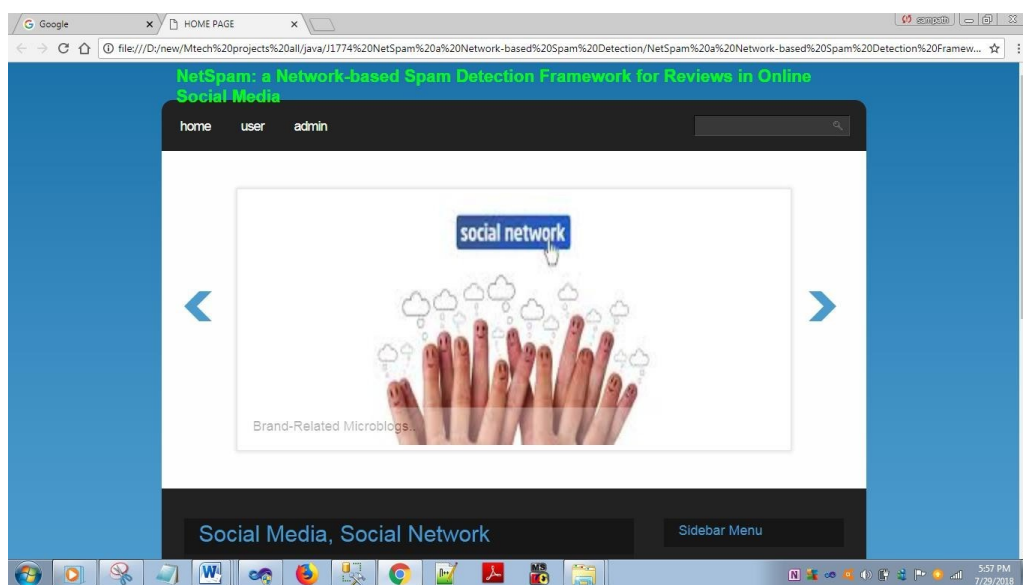 Google
HOME PAGE
sampath
file:///D:/new/Mtech%20projects%20all/java/J1774%20NetSpam%20a%20Network-based%20Spam%20Detection/NetSpam%20a%20Network-based%20Spam%20Detection%20Framew...
NetSpam: a Network-based Spam Detection Framework for Reviews in Online
Social Media
home user admin
social network
Brand-Related Microblogs..
Social Media, Social Network
Sidebar Menu
5:57 PM
7/29/2018